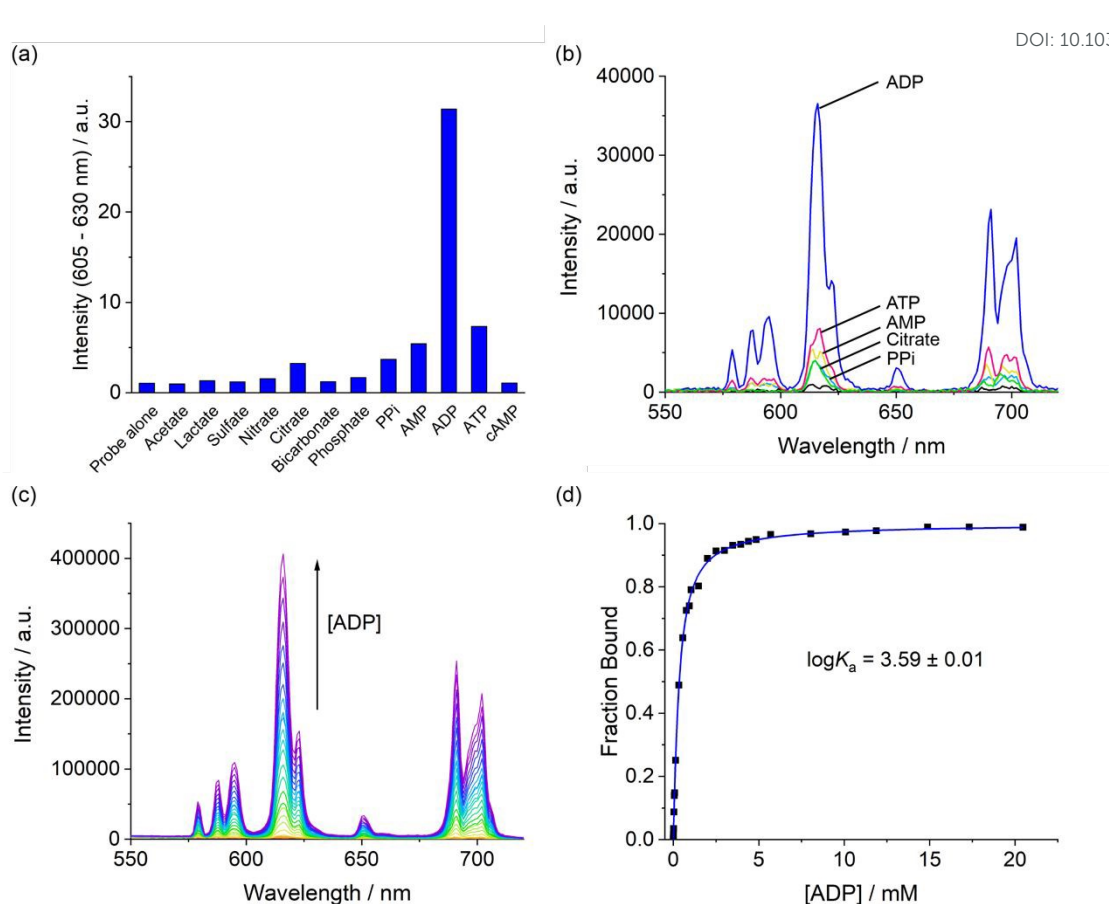 DOI: 10.103
(a)
Intensity (605 - 630 nm) / a.u.
30
20
10
0
Probe alone
Acetate
Lactate
Sulfate
Nitrate
Citrate
Bicarbonate
Phosphate
PPi
AMP
ADP
ATP
cAMP
(b)
Intensity / a.u.
40000
30000
20000
10000
0
ADP
ATP
AMP
Citrate
PPi
550 600 650 700
Wavelength / nm
(c)
Intensity / a.u.
400000
300000
200000
100000
0
[ADP]
550 600 650 700
Wavelength / nm
(d)
Fraction Bound
1.0
0.8
0.6
0.4
0.2
0.0
logKa = 3.59 ± 0.01
0 5 10 15 20
[ADP] / mM